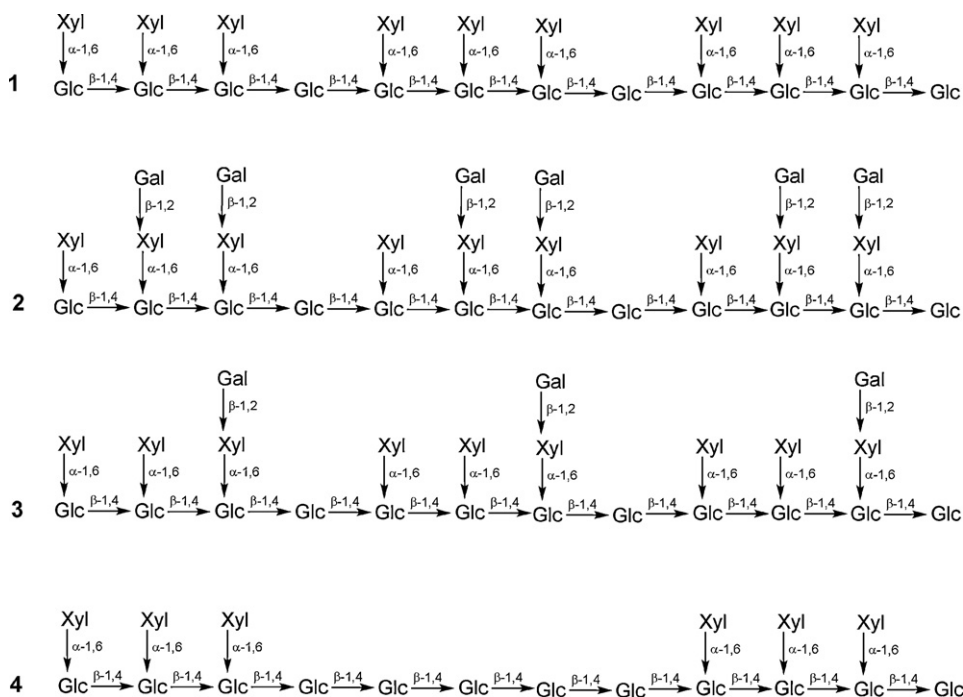 Xyl Xyl Xyl Xyl Xyl Xyl Xyl Xyl Xyl
α-1,6 α-1,6 α-1,6 α-1,6 α-1,6 α-1,6 α-1,6 α-1,6 α-1,6
β-1,4 β-1,4 β-1,4 β-1,4 β-1,4 β-1,4 β-1,4 β-1,4 β-1,4 β-1,4 β-1,4
1 Glc Glc Glc Glc Glc Glc Glc Glc Glc Glc Glc Glc
Gal Gal Gal Gal Gal Gal
β-1,2 β-1,2 β-1,2 β-1,2 β-1,2 β-1,2
Xyl Xyl Xyl Xyl Xyl Xyl Xyl Xyl Xyl
α-1,6 α-1,6 α-1,6 α-1,6 α-1,6 α-1,6 α-1,6 α-1,6 α-1,6
β-1,4 β-1,4 β-1,4 β-1,4 β-1,4 β-1,4 β-1,4 β-1,4 β-1,4 β-1,4 β-1,4
2 Glc Glc Glc Glc Glc Glc Glc Glc Glc Glc Glc Glc
Gal Gal Gal
β-1,2 β-1,2 β-1,2
Xyl Xyl Xyl Xyl Xyl Xyl Xyl Xyl Xyl
α-1,6 α-1,6 α-1,6 α-1,6 α-1,6 α-1,6 α-1,6 α-1,6 α-1,6
β-1,4 β-1,4 β-1,4 β-1,4 β-1,4 β-1,4 β-1,4 β-1,4 β-1,4 β-1,4 β-1,4
3 Glc Glc Glc Glc Glc Glc Glc Glc Glc Glc Glc Glc
Xyl Xyl Xyl Xyl Xyl Xyl
α-1,6 α-1,6 α-1,6 α-1,6 α-1,6 α-1,6
β-1,4 β-1,4 β-1,4 β-1,4 β-1,4 β-1,4 β-1,4 β-1,4 β-1,4 β-1,4 β-1,4
4 Glc Glc Glc Glc Glc Glc Glc Glc Glc Glc Glc Glc